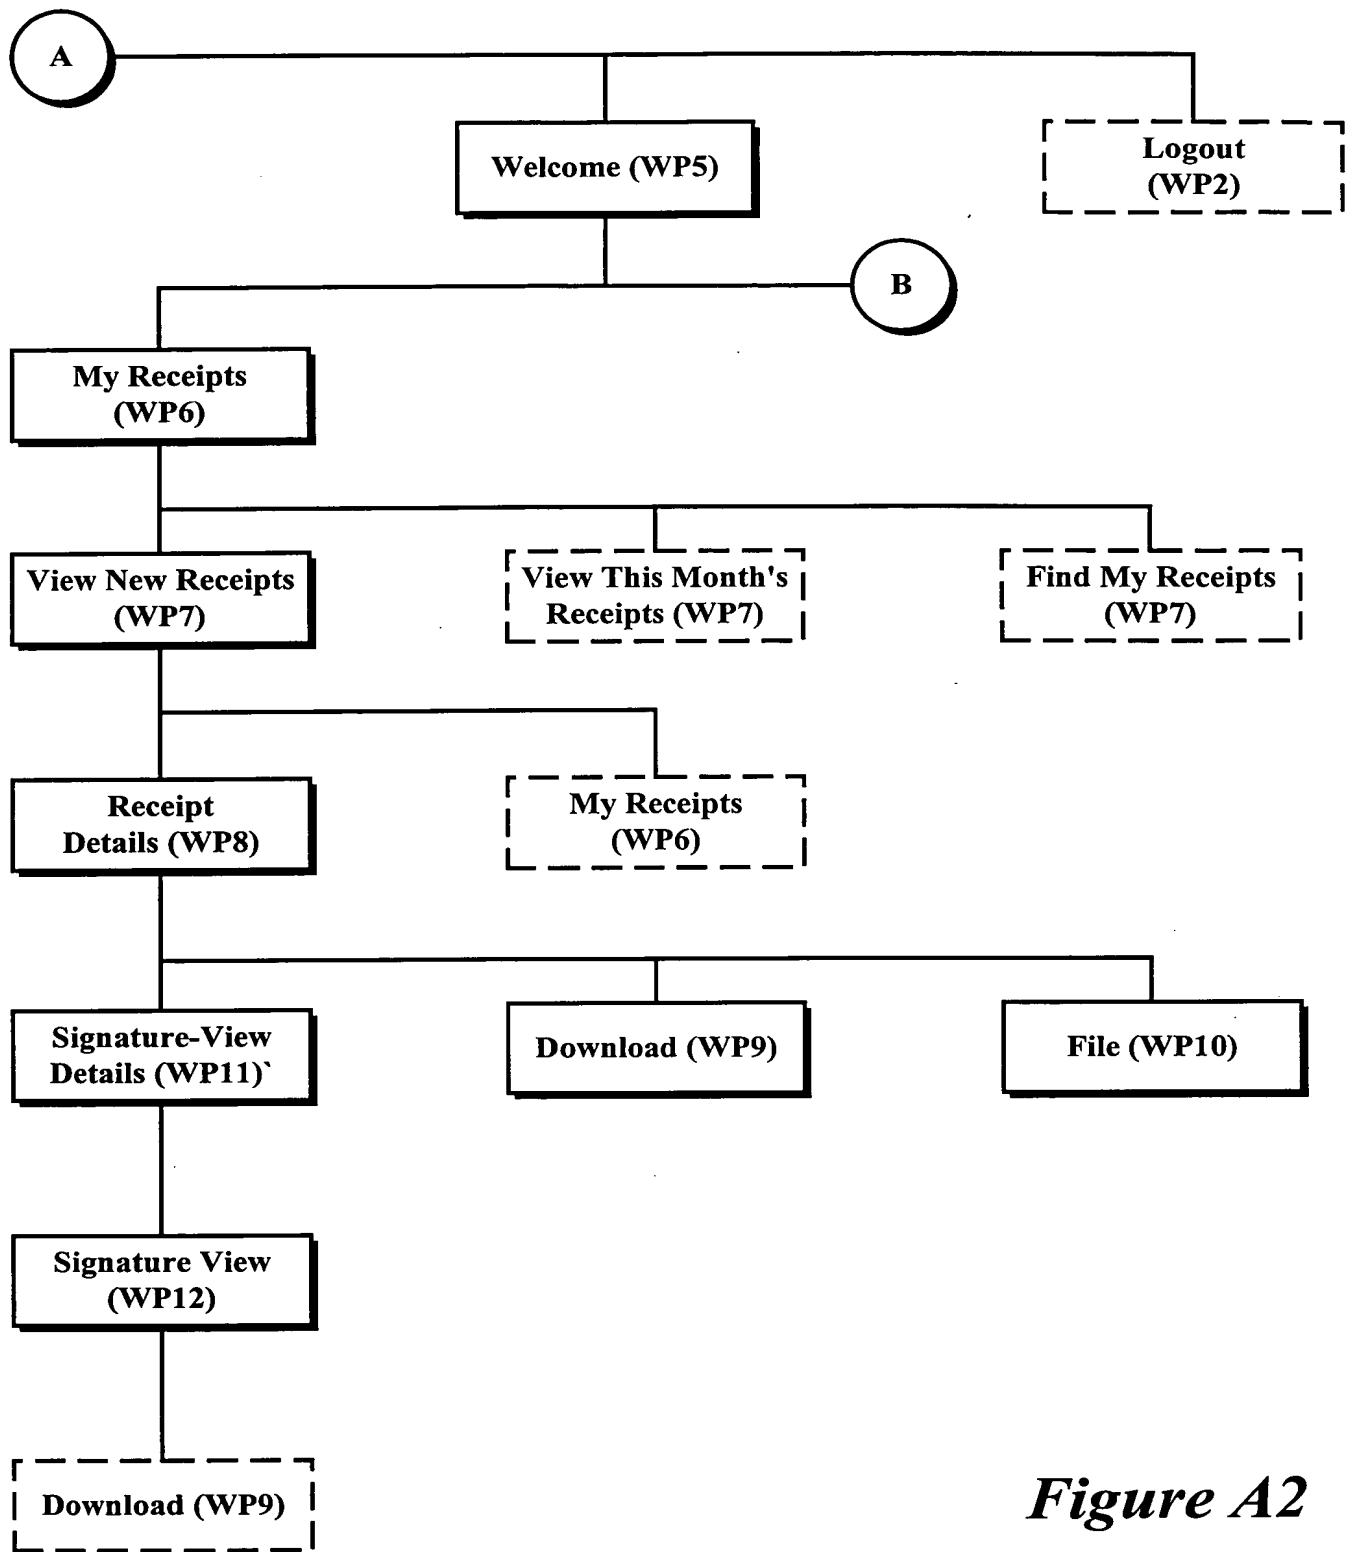 A
Welcome (WP5)
Logout
(WP2)
B
My Receipts
(WP6)
View New Receipts
(WP7)
View This Month's
Receipts (WP7)
Find My Receipts
(WP7)
Receipt
Details (WP8)
My Receipts
(WP6)
Signature-View
Details (WP11)`
Download (WP9)
File (WP10)
Signature View
(WP12)
Download (WP9)
Figure A2